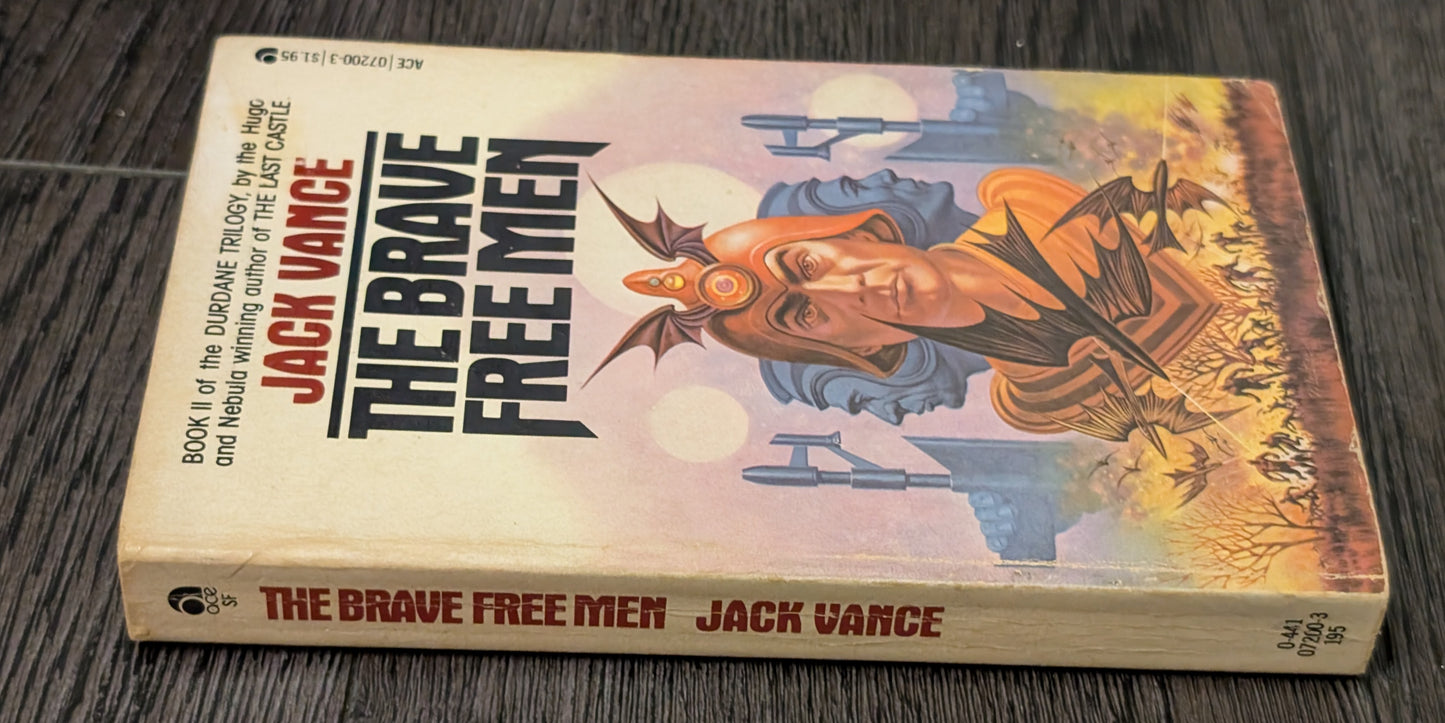 ACE | 07200-3 | $1.95
BOOK II of the DURDANE TRILOGY, by the Hugo
and Nebula winning author of THE LAST CASTLE.
JACK VANCE
THE BRAVE
FREE MEN
ace
SF
THE BRAVE FREE MEN JACK VANCE
0-441
07200-3
195